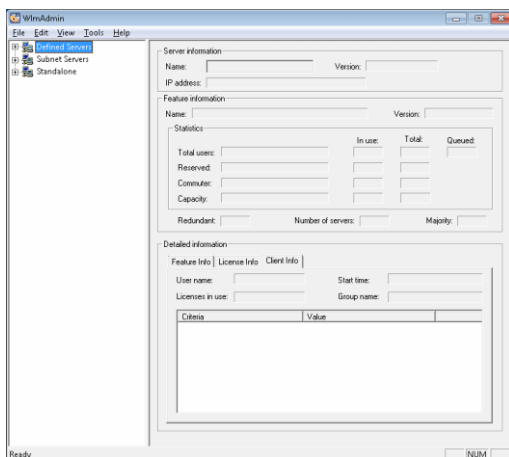 WlmAdmin
File Edit View Tools Help
Defined Servers
Subnet Servers
Standalone
Server information
Name: Version:
IP address:
Feature information
Name: Version:
Statistics
In use: Total: Queued:
Total users:
Reserved:
Commuter:
Capacity:
Redundant: Number of servers: Majority:
Detailed information
Feature Info License Info Client Info
User name: Start time:
Licenses in use: Group name:
Criteria Value
Ready NUM